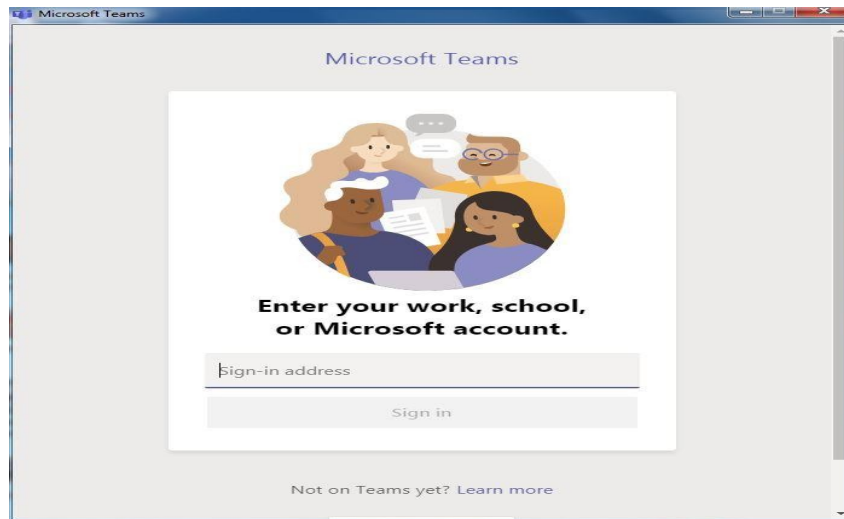 Microsoft Teams
Microsoft Teams
Enter your work, school,
or Microsoft account.
Sign-in address
Sign in
Not on Teams yet? Learn more